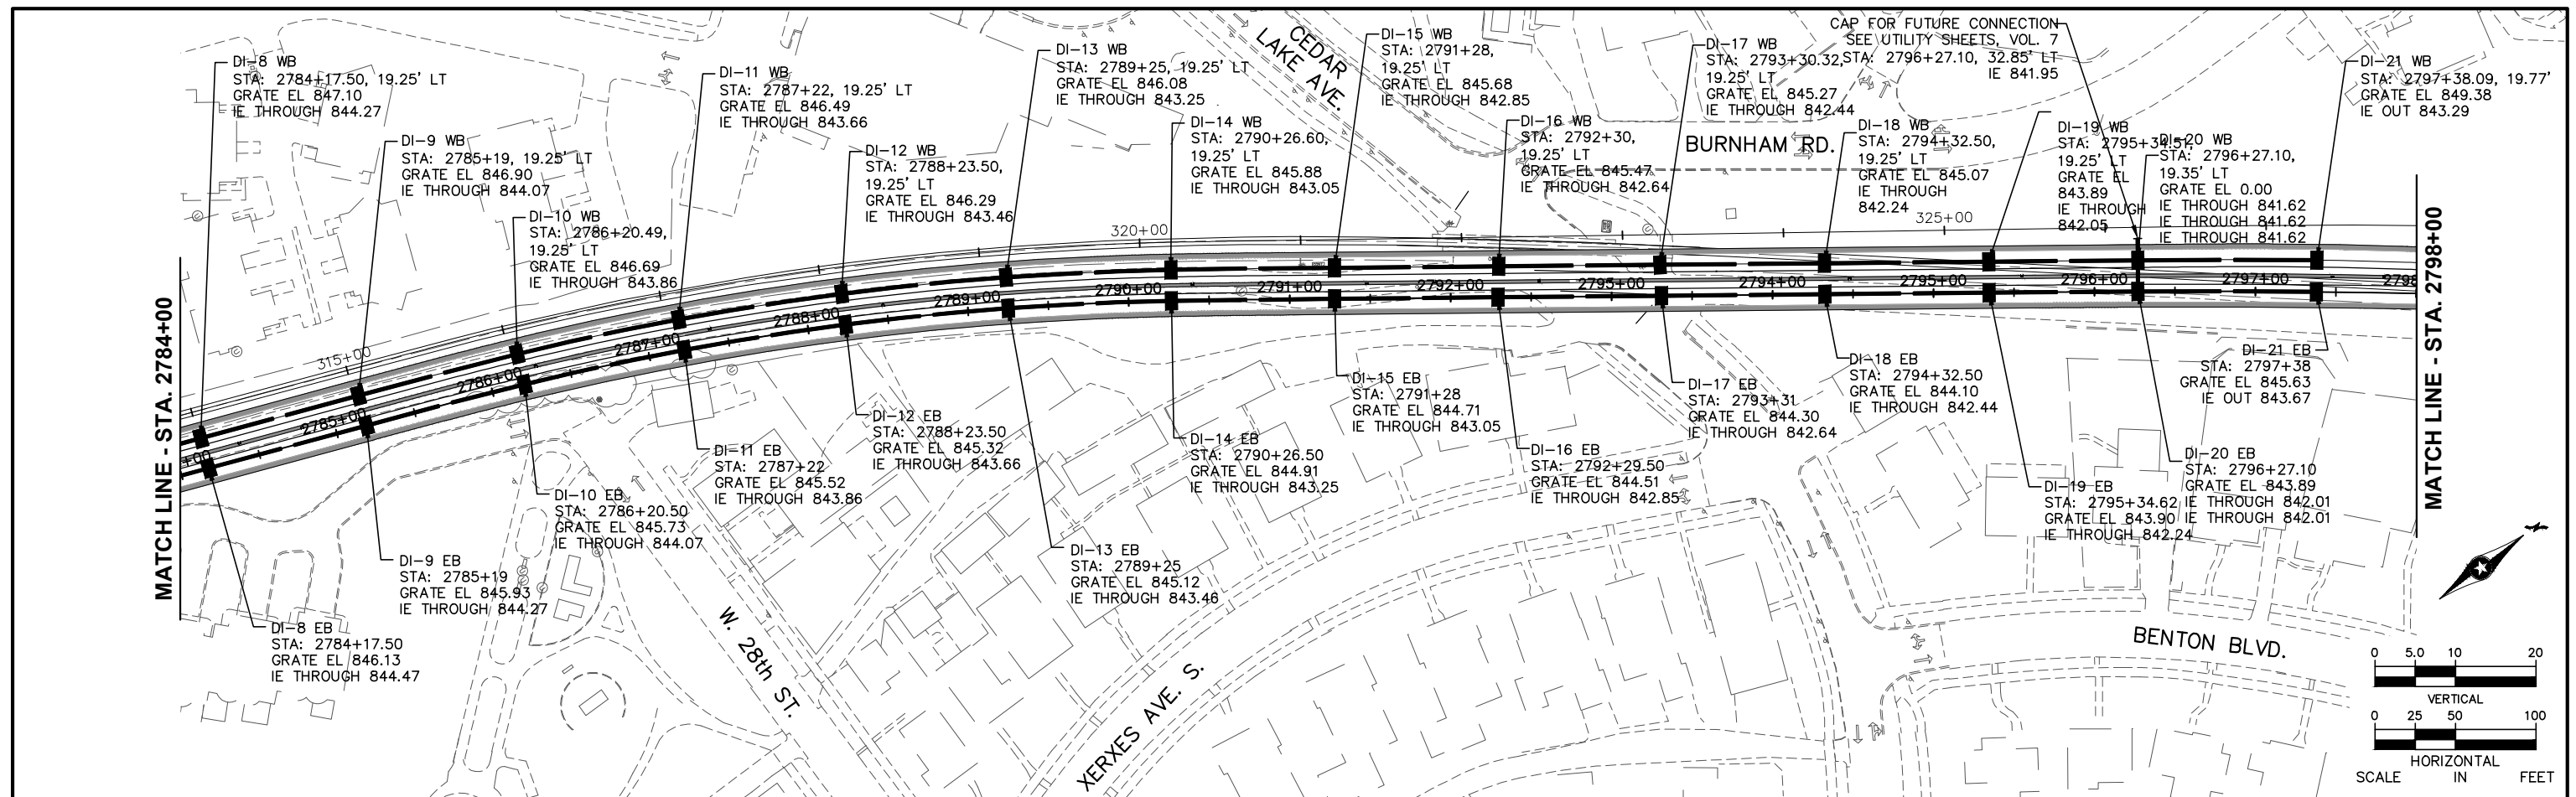 DI-8 WB
STA: 2784+17.50, 19.25' LT
GRATE EL 847.10
IE THROUGH 844.27
DI-9 WB
STA: 2785+19, 19.25' LT
GRATE EL 846.90
IE THROUGH 844.07
DI-10 WB
STA: 2786+20.49,
19.25' LT
GRATE EL 846.69
IE THROUGH 843.86
DI-11 WB
STA: 2787+22, 19.25' LT
GRATE EL 846.49
IE THROUGH 843.66
DI-12 WB
STA: 2788+23.50,
19.25' LT
GRATE EL 846.29
IE THROUGH 843.46
DI-13 WB
STA: 2789+25, 19.25' LT
GRATE EL 846.08
IE THROUGH 843.25
DI-14 WB
STA: 2790+26.60,
19.25' LT
GRATE EL 845.88
IE THROUGH 843.05
CEDAR
LAKE AVE.
DI-15 WB
STA: 2791+28,
19.25' LT
GRATE EL 845.68
IE THROUGH 842.85
DI-16 WB
STA: 2792+30,
19.25' LT
GRATE EL 845.47
IE THROUGH 842.64
DI-17 WB
STA: 2793+30.32,
19.25' LT
GRATE EL 845.27
IE THROUGH 842.44
BURNHAM RD.
CAP FOR FUTURE CONNECTION
SEE UTILITY SHEETS, VOL. 7
STA: 2796+27.10, 32.85' LT
IE 841.95
DI-18 WB
STA: 2794+32.50,
19.25' LT
GRATE EL 845.07
IE THROUGH
842.24
DI-19 WB
STA: 2795+34.51,
19.25' LT
GRATE EL
843.89
IE THROUGH
842.05
DI-20 WB
STA: 2796+27.10,
19.35' LT
GRATE EL 0.00
IE THROUGH 841.62
IE THROUGH 841.62
IE THROUGH 841.62
DI-21 WB
STA: 2797+38.09, 19.77'
GRATE EL 849.38
IE OUT 843.29
315+00
320+00
325+00
+00
2785+00
2786+00
2787+00
2788+00
2789+00
2790+00
2791+00
2792+00
2795+00
2794+00
2795+00
2796+00
2797+00
2798
MATCH LINE - STA. 2784+00
MATCH LINE - STA. 2798+00
DI-8 EB
STA: 2784+17.50
GRATE EL 846.13
IE THROUGH 844.47
DI-9 EB
STA: 2785+19
GRATE EL 845.93
IE THROUGH 844.27
DI-10 EB
STA: 2786+20.50
GRATE EL 845.73
IE THROUGH 844.07
DI-11 EB
STA: 2787+22
GRATE EL 845.52
IE THROUGH 843.86
DI-12 EB
STA: 2788+23.50
GRATE EL 845.32
IE THROUGH 843.66
DI-13 EB
STA: 2789+25
GRATE EL 845.12
IE THROUGH 843.46
DI-14 EB
STA: 2790+26.50
GRATE EL 844.91
IE THROUGH 843.25
DI-15 EB
STA: 2791+28
GRATE EL 844.71
IE THROUGH 843.05
DI-16 EB
STA: 2792+29.50
GRATE EL 844.51
IE THROUGH 842.85
DI-17 EB
STA: 2793+31
GRATE EL 844.30
IE THROUGH 842.64
DI-18 EB
STA: 2794+32.50
GRATE EL 844.10
IE THROUGH 842.44
DI-19 EB
STA: 2795+34.62
GRATE EL 843.90
IE THROUGH 842.24
DI-20 EB
STA: 2796+27.10
GRATE EL 843.89
IE THROUGH 842.01
IE THROUGH 842.01
DI-21 EB
STA: 2797+38
GRATE EL 845.63
IE OUT 843.67
W. 28th ST.
XERXES AVE. S.
BENTON BLVD.
0 5.0 10 20
VERTICAL
0 25 50 100
HORIZONTAL
SCALE IN FEET